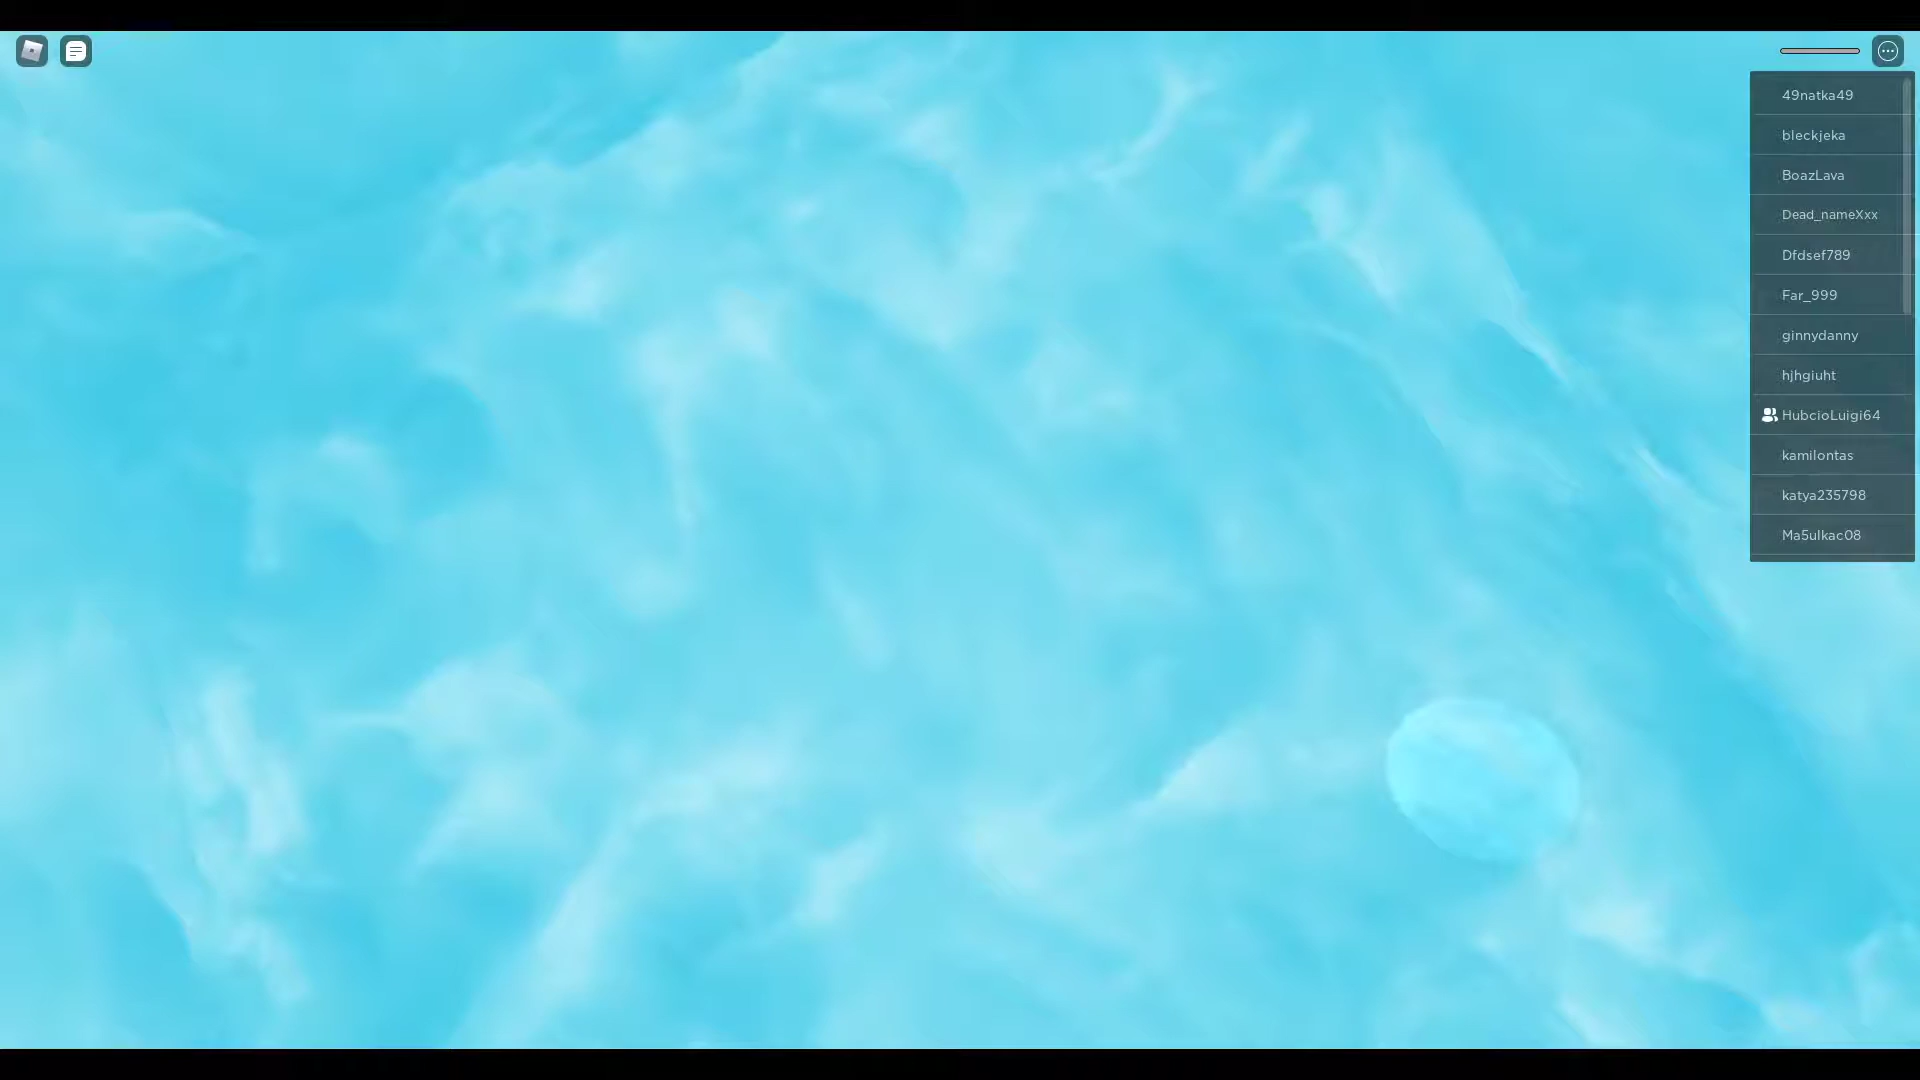 49natka49
bleckjeka
BoazLava
Dead_nameXxx
Dfdsef789
Far_999
ginnydanny
hjhgiuht
HubcioLuigi64
kamilontas
katya235798
Ma5ulkac08